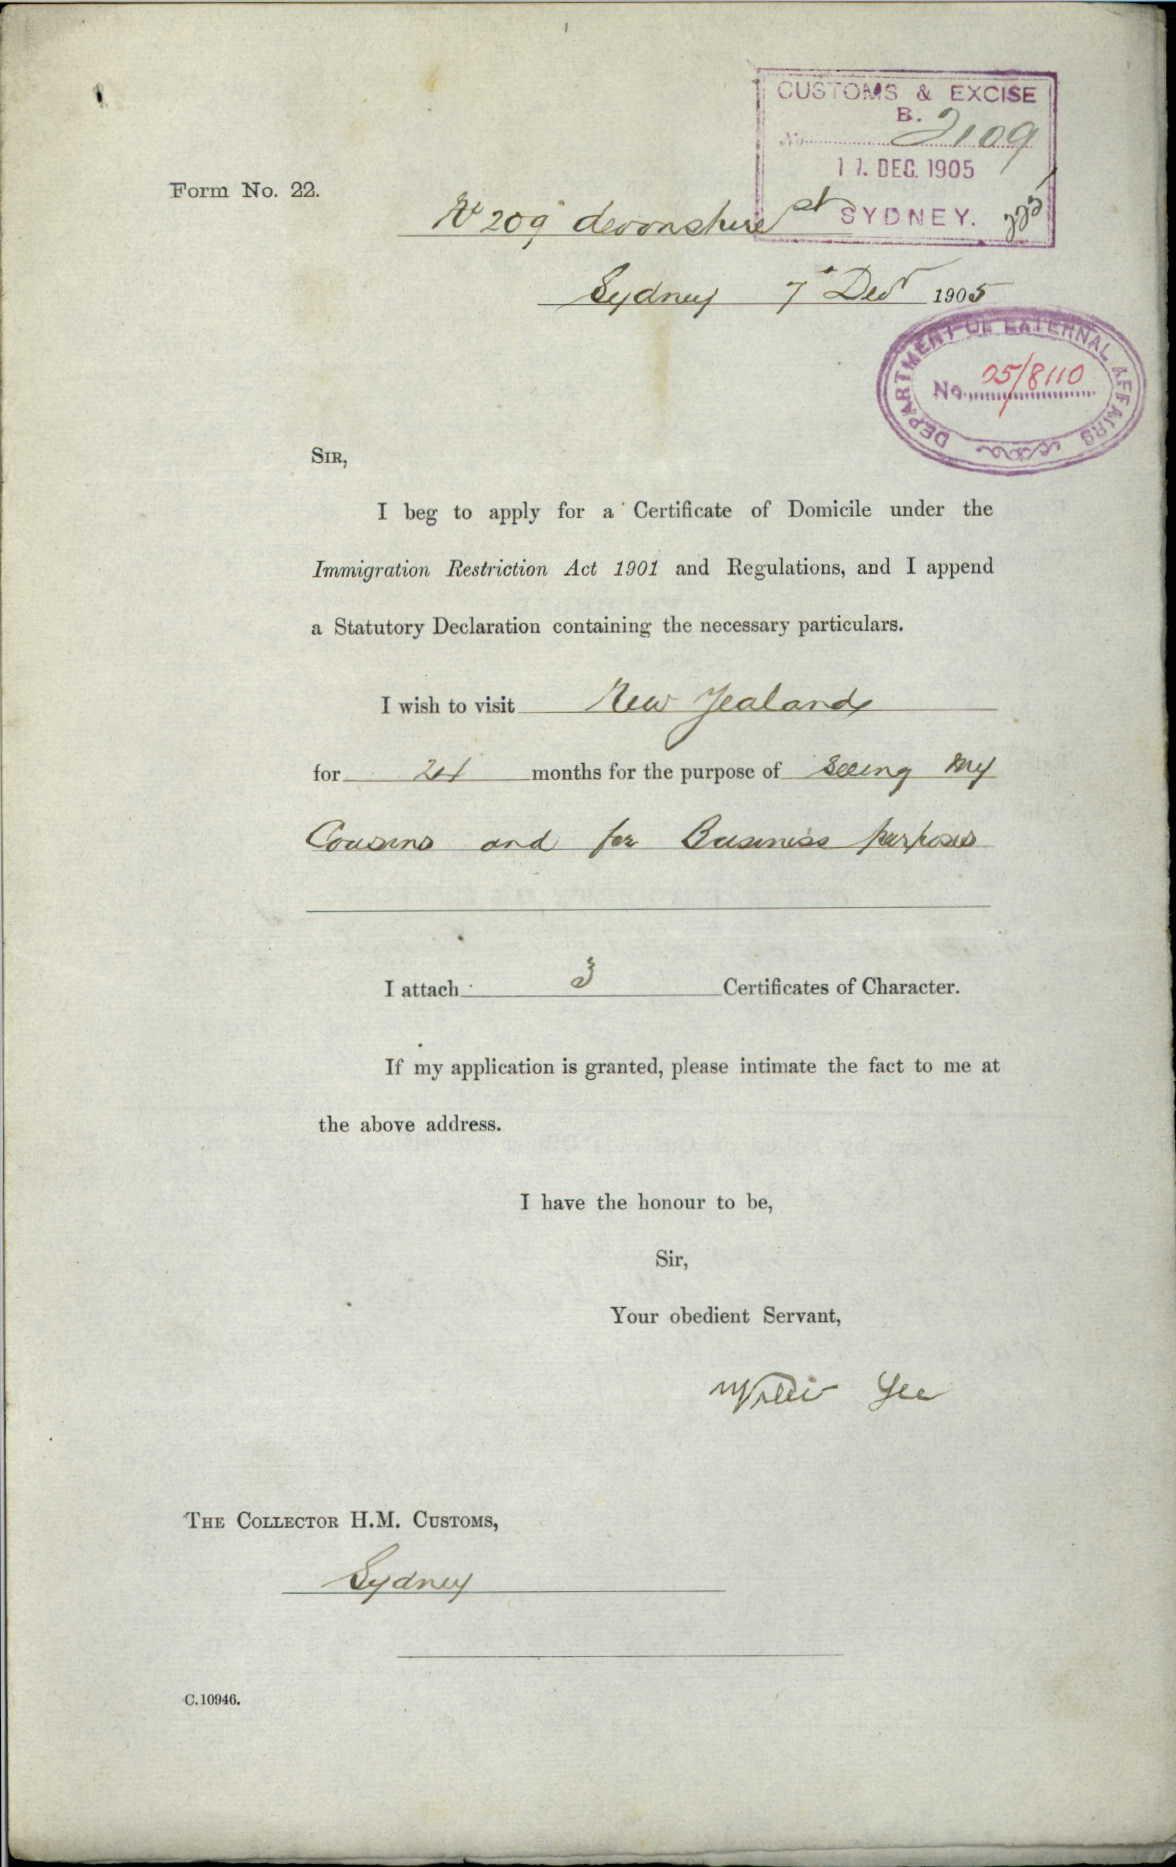 CUSTOMS & EXCISE
B.
No. 2109
11. DEC. 1905
SYDNEY.
Form No. 22.
No 209 devonshire st
Sydney 7th Decr 1905
DEPARTMENT OF EXTERNAL AFFAIRS
No. 05/8110
SIR,
I beg to apply for a Certificate of Domicile under the
Immigration Restriction Act 1901 and Regulations, and I append
a Statutory Declaration containing the necessary particulars.
I wish to visit New Zealand
for 24 months for the purpose of seeing my
Cousins and for Business purposes
I attach 3 Certificates of Character.
If my application is granted, please intimate the fact to me at
the above address.
I have the honour to be,
Sir,
Your obedient Servant,
Willie Yee
THE COLLECTOR H.M. CUSTOMS,
Sydney
C.10946.